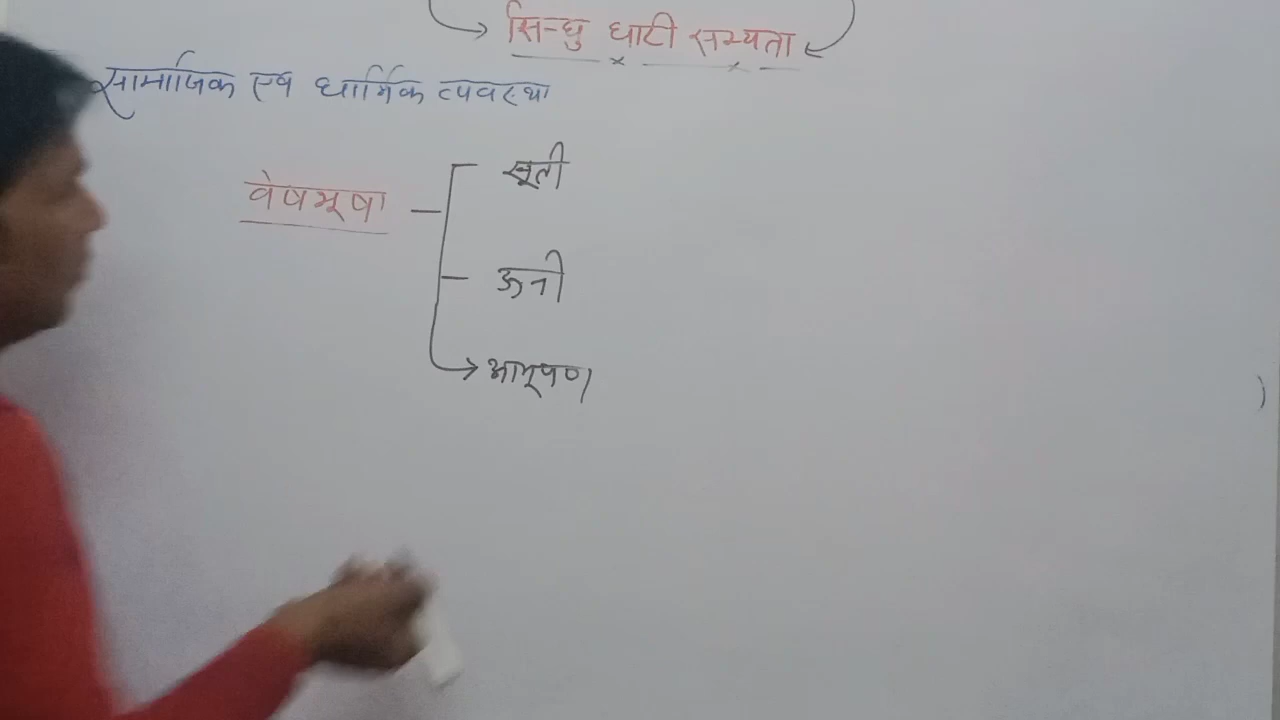 सिन्धु घाटी सभ्यता
सामाजिक एव धार्मिक व्यवस्था
वेषभूषा
सूती
ऊनी
आभूषण